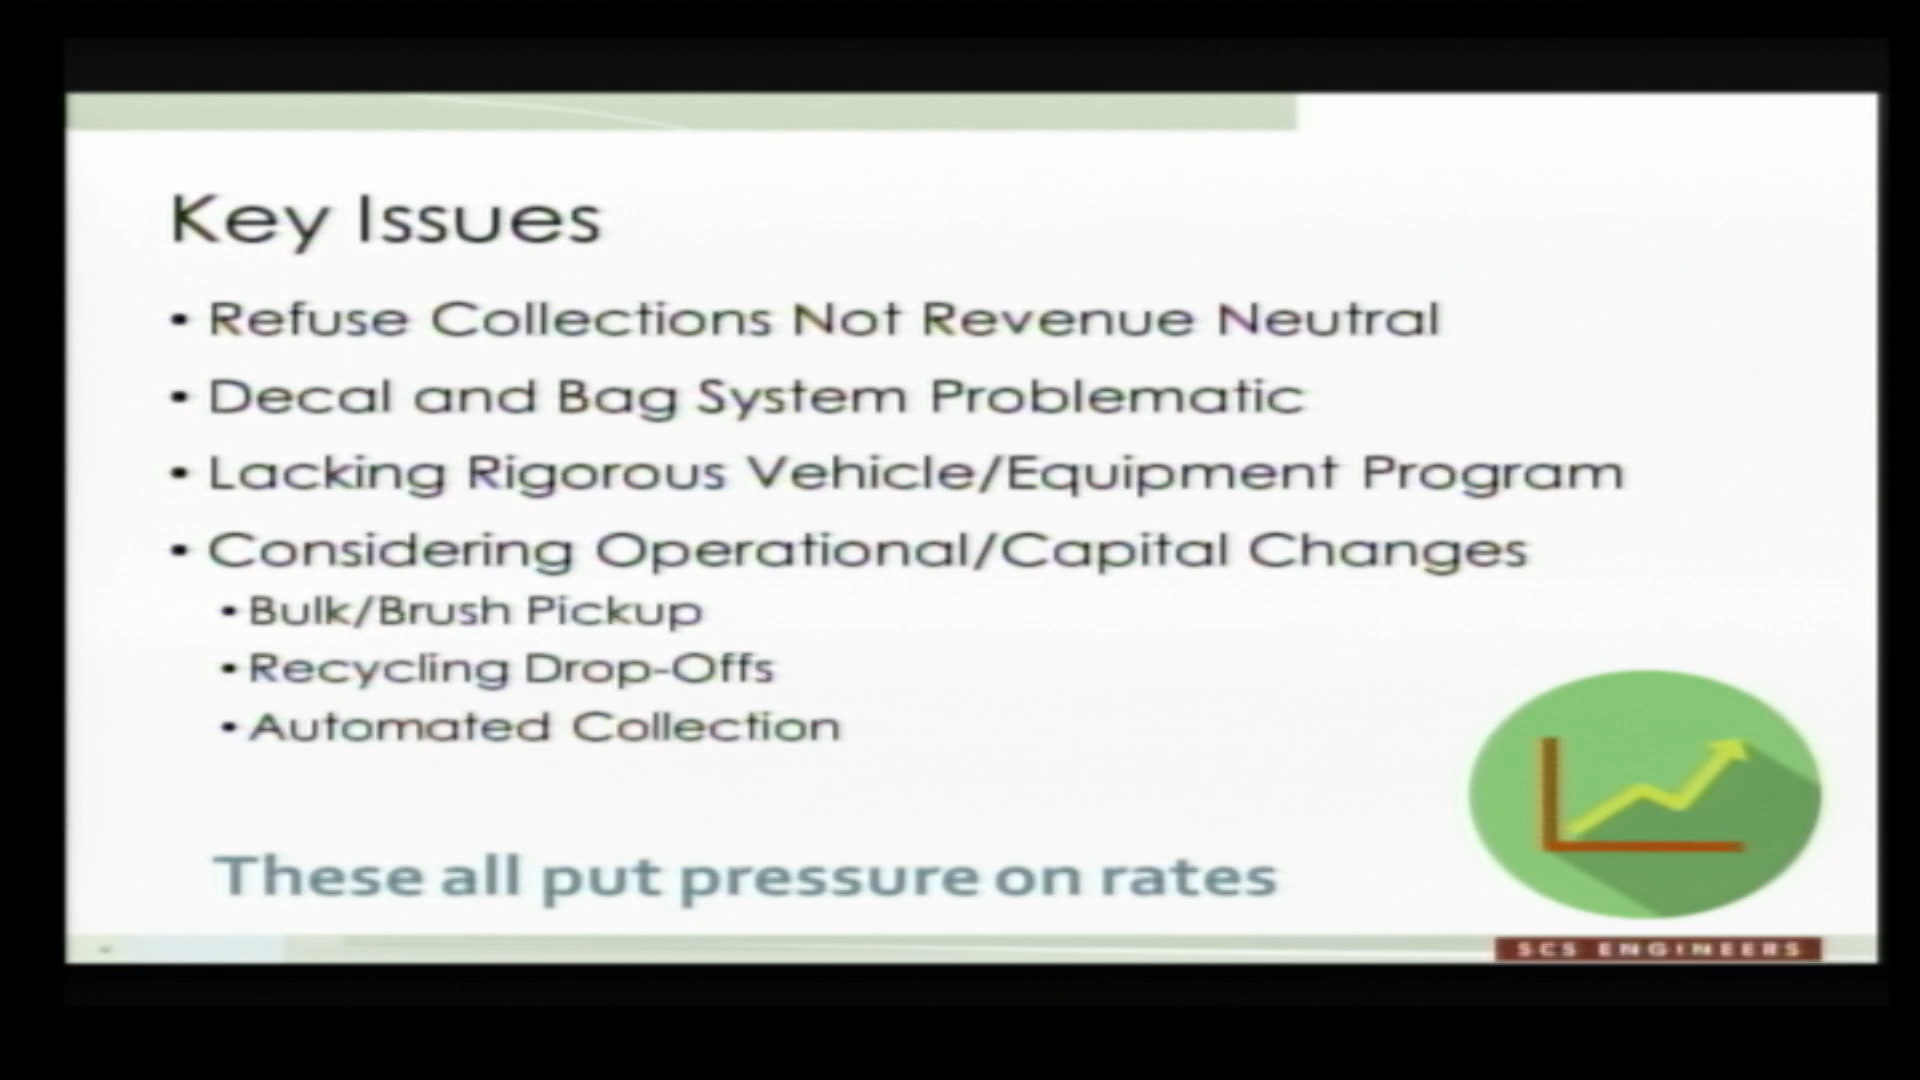 Key Issues
• Refuse Collections Not Revenue Neutral
• Decal and Bag System Problematic
• Lacking Rigorous Vehicle/Equipment Program
• Considering Operational/Capital Changes
• Bulk/Brush Pickup
• Recycling Drop-Offs
• Automated Collection
These all put pressure on rates
SCS ENGINEERS